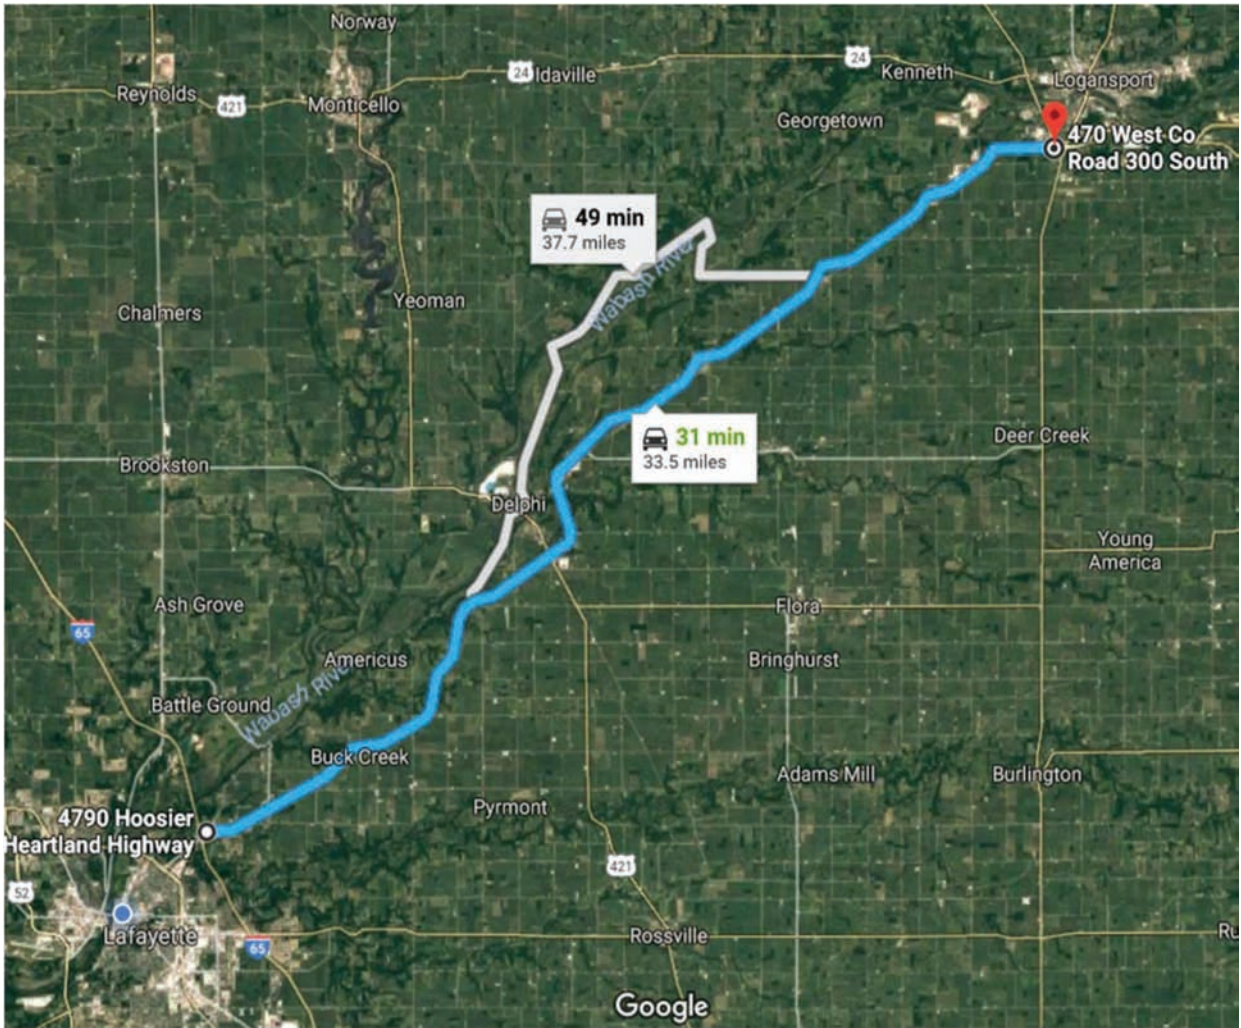 Norway
24
Idaville
24
Kenneth
Logansport
Reynolds
421
Monticello
Georgetown
470 West Co
Road 300 South
49 min
37.7 miles
Wabash River
Chalmers
Yeoman
31 min
33.5 miles
Deer Creek
Brookston
Delphi
Young
America
Ash Grove
65
Flora
Americus
Bringhurst
Wabash River
Battle Ground
Buck Creek
Adams Mill
Burlington
Pyrmont
4790 Hoosier
Heartland Highway
421
52
Lafayette
65
Rossville
Ru
Google